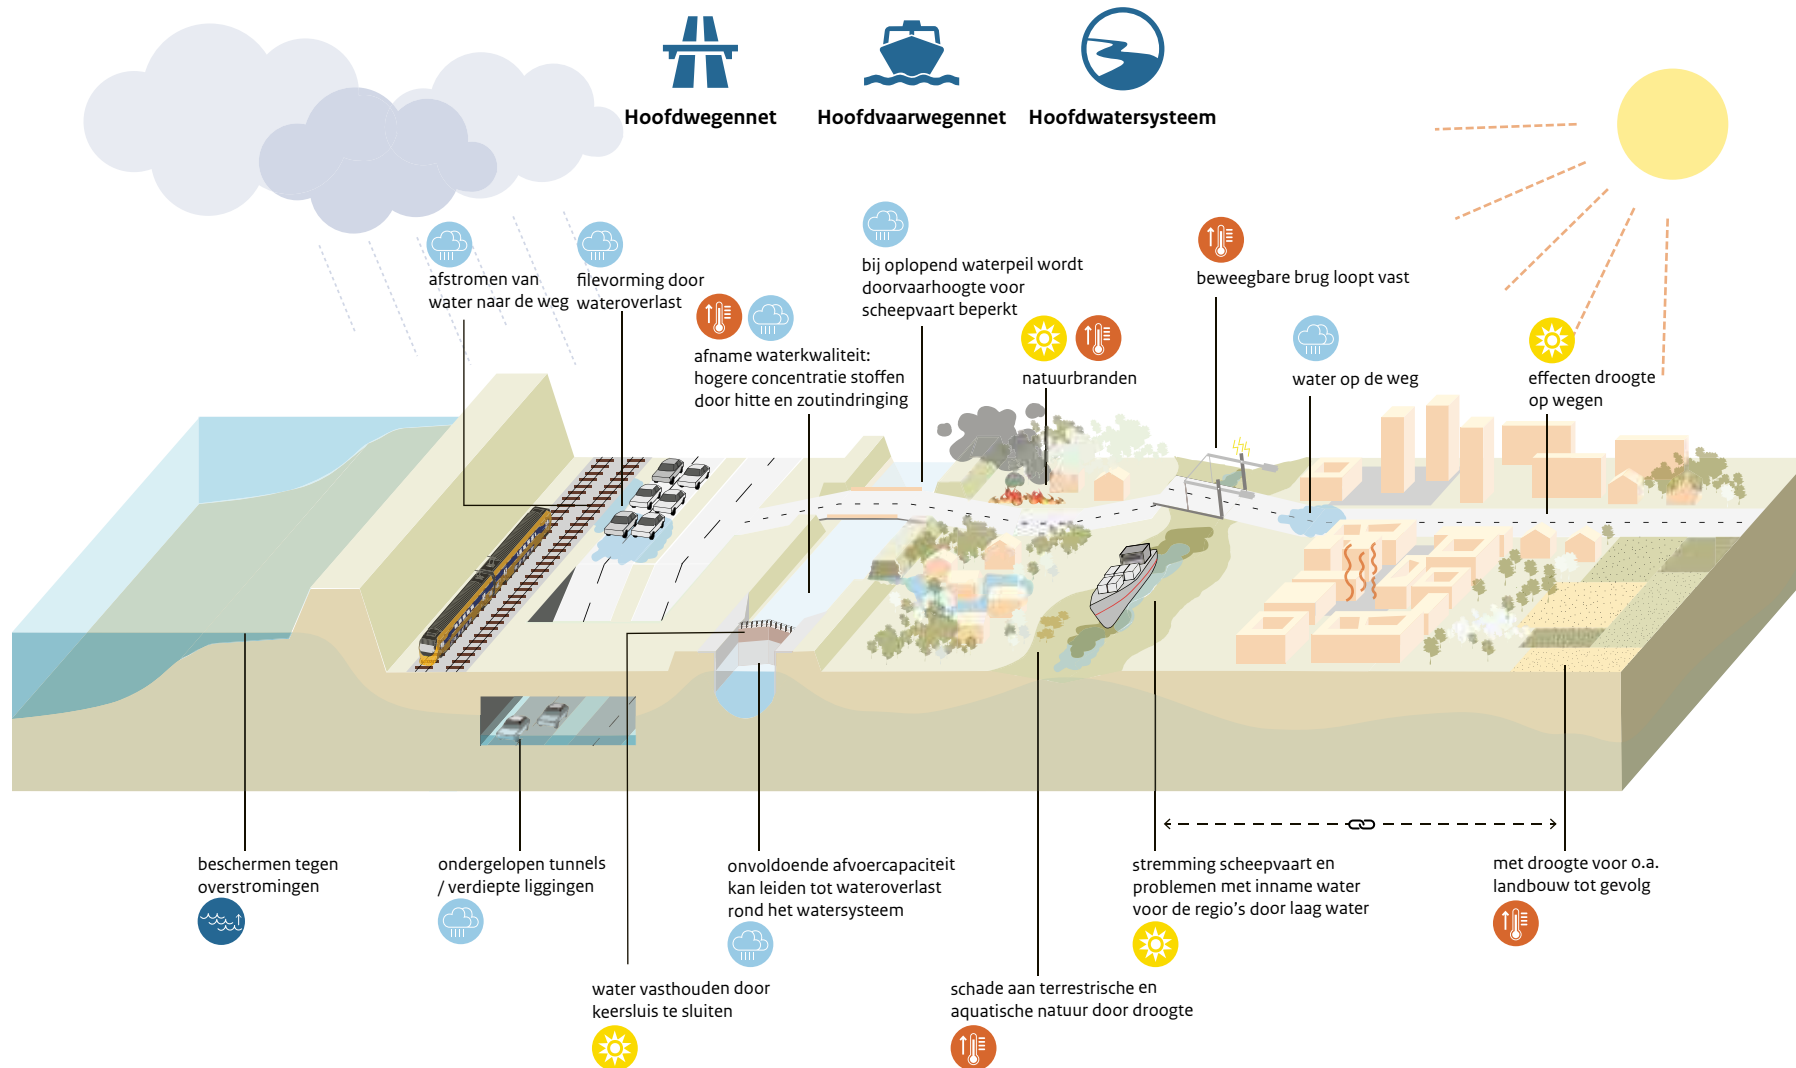 Hoofdwegennet
Hoofdvaarwegennet
Hoofdwatersysteem
afstromen van
water naar de weg
filevorming door
wateroverlast
afname waterkwaliteit:
hogere concentratie stoffen
door hitte en zoutindringing
bij oplopend waterpeil wordt
doorvaarhoogte voor
scheepvaart beperkt
natuurbranden
beweegbare brug loopt vast
water op de weg
effecten droogte
op wegen
beschermen tegen
overstromingen
ondergelopen tunnels
/ verdiepte liggingen
onvoldoende afvoercapaciteit
kan leiden tot wateroverlast
rond het watersysteem
stremming scheepvaart en
problemen met inname water
voor de regio's door laag water
met droogte voor o.a.
landbouw tot gevolg
water vasthouden door
keersluis te sluiten
schade aan terrestrische en
aquatische natuur door droogte